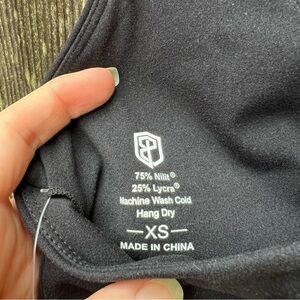 75% Nilit®
25% Lycra®
Machine Wash Cold
Hang Dry
XS
MADE IN CHINA